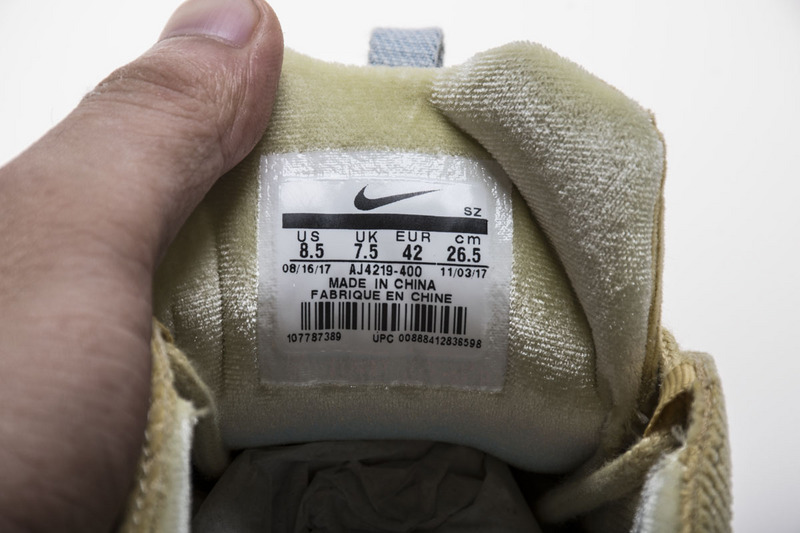 SZ
US UK EUR cm
8.5 7.5 42 26.5
08/16/17 AJ4219-400 11/03/17
MADE IN CHINA
FABRIQUE EN CHINE
107787389 UPC 00888412836598